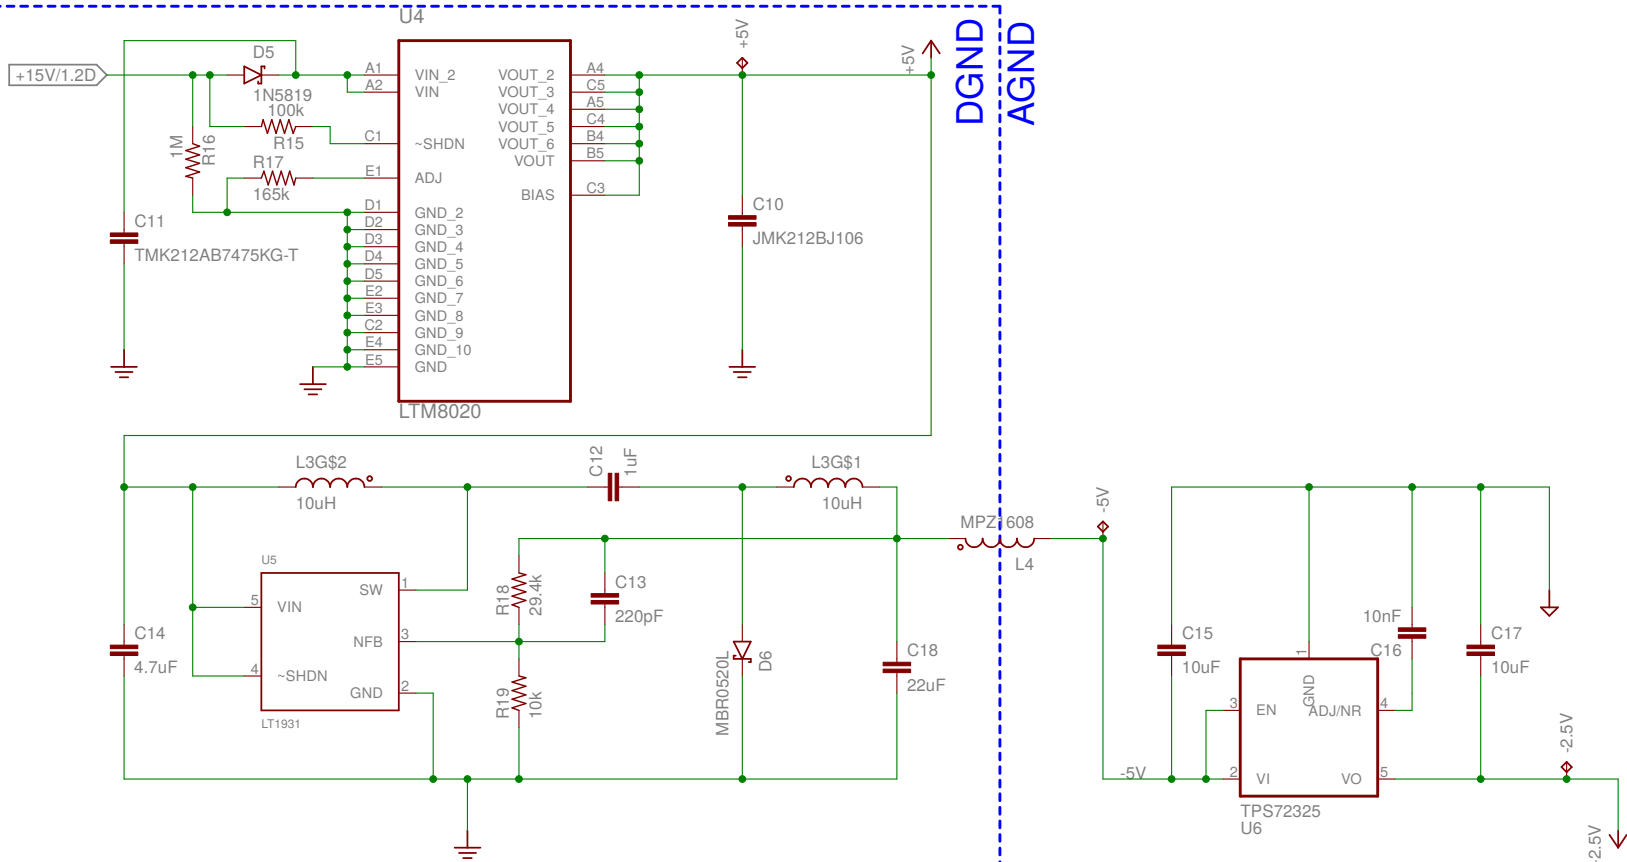 U4
+5V
+5V
DGND
AGND
+15V/1.2D
D5
1N5819
100k
R15
1M
R16
R17
165k
C11
TMK212AB7475KG-T
A1 VIN_2
A2 VIN
C1 ~SHDN
E1 ADJ
D1 GND_2
D2 GND_3
D3 GND_4
D4 GND_5
D5 GND_6
E2 GND_7
E3 GND_8
C2 GND_9
E4 GND_10
E5 GND
VOUT_2 A4
VOUT_3 C5
VOUT_4 A5
VOUT_5 C4
VOUT_6 B4
VOUT B5
BIAS C3
LTM8020
C10
JMK212BJ106
L3G$2
10uH
C12
1uF
L3G$1
10uH
MPZ1608
L4
-5V
U5
SW 1
5 VIN
NFB 3
4 ~SHDN
GND 2
LT1931
C14
4.7uF
R18
29.4k
C13
220pF
R19
10k
MBR0520L
D6
C18
22uF
C15
10uF
10nF
C16
C17
10uF
1
GND
3 EN
ADJ/NR 4
-5V
2 VI
VO 5
TPS72325
U6
-2.5V
-2.5V